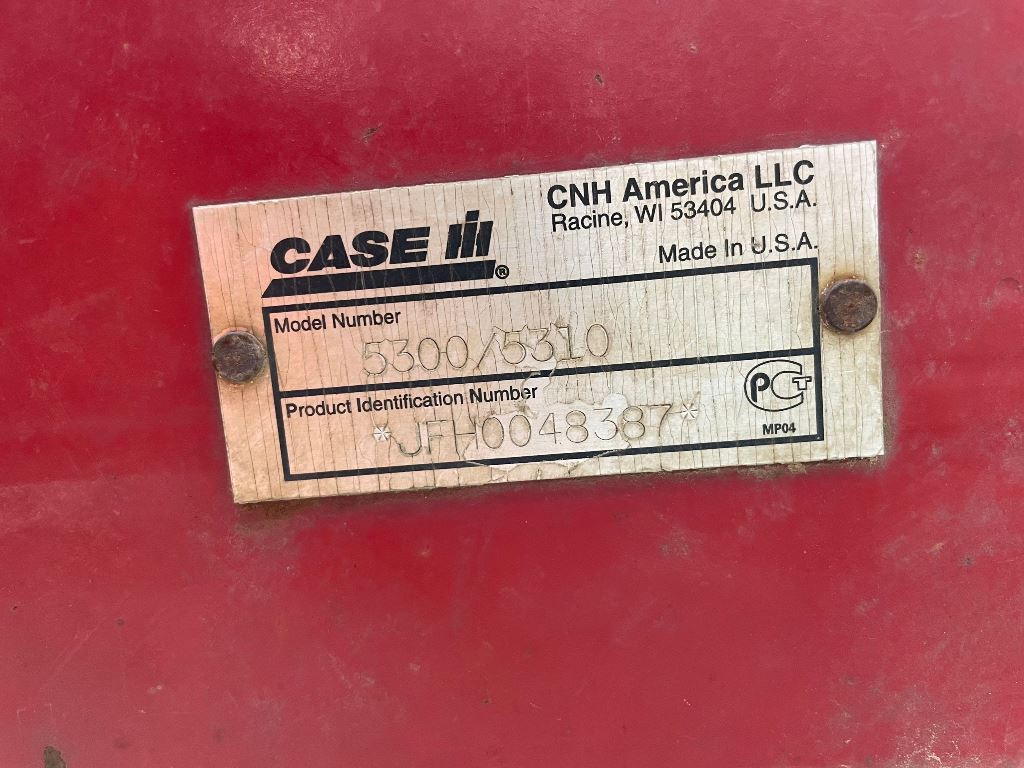 CNH America LLC
Racine, WI 53404 U.S.A.
CASE IH®
Made In U.S.A.
Model Number
5300/5310
Product Identification Number
*JFH0048387*
PCT
MP04